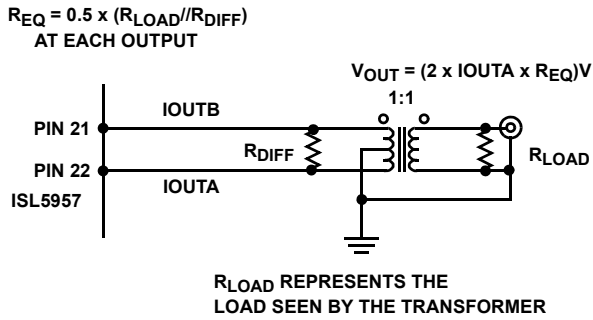 REQ = 0.5 x (RLOAD//RDIFF)
AT EACH OUTPUT
VOUT = (2 x IOUTA x REQ)V
1:1
IOUTB
PIN 21
RDIFF
RLOAD
PIN 22
IOUTA
ISL5957
RLOAD REPRESENTS THE
LOAD SEEN BY THE TRANSFORMER